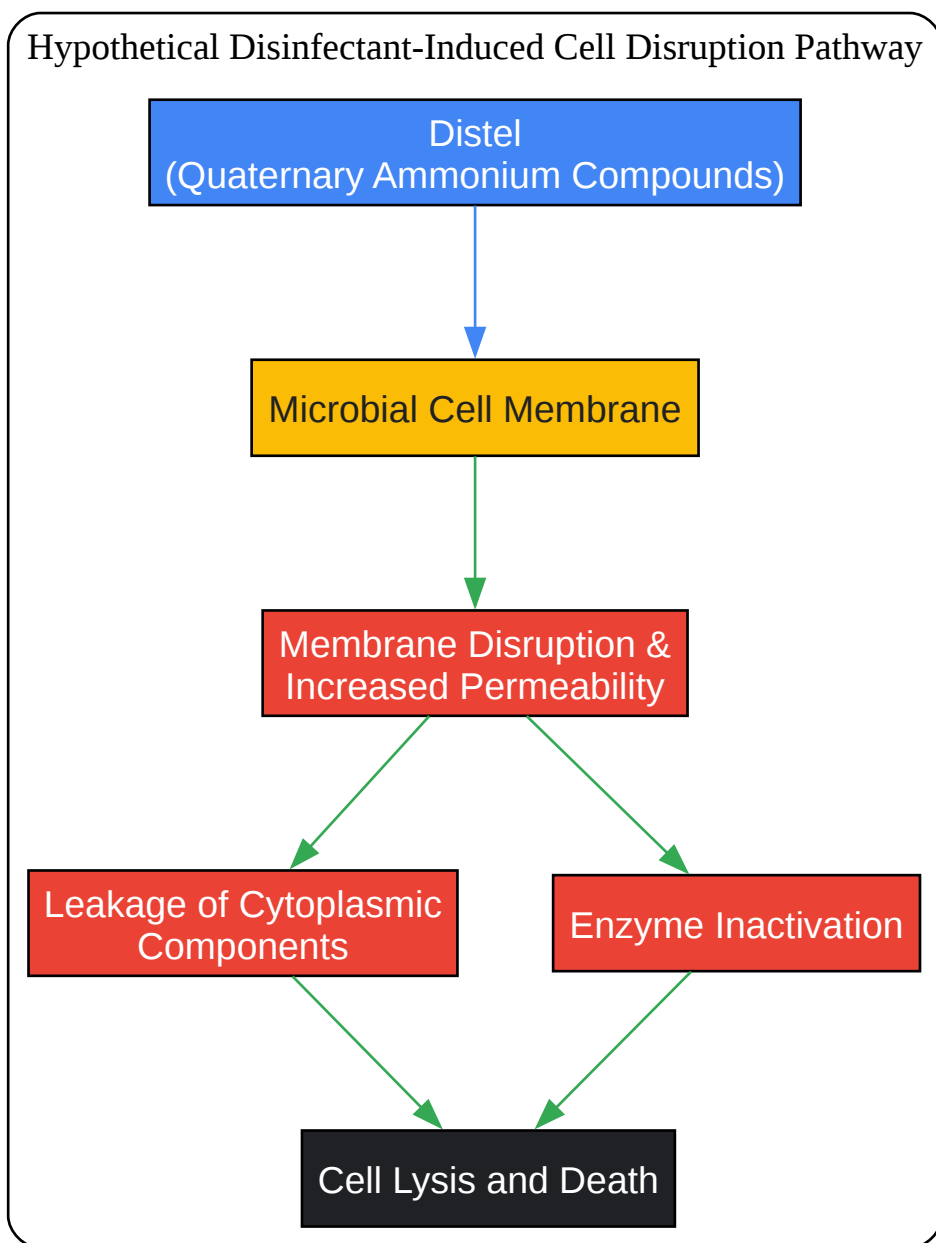 Hypothetical Disinfectant-Induced Cell Disruption Pathway
Distel
(Quaternary Ammonium Compounds)
Microbial Cell Membrane
Membrane Disruption &
Increased Permeability
Leakage of Cytoplasmic
Components
Enzyme Inactivation
Cell Lysis and Death